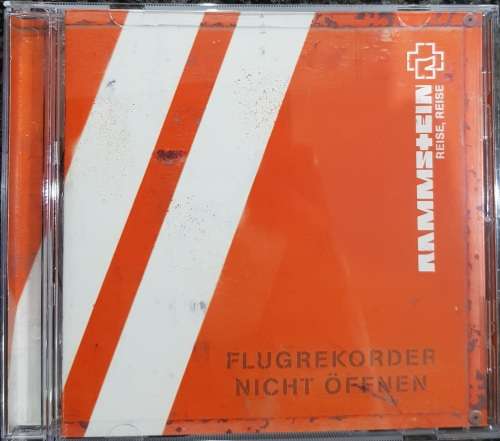 RAMMSTEIN
REISE, REISE
FLUGREKORDER
NICHT ÖFFNEN